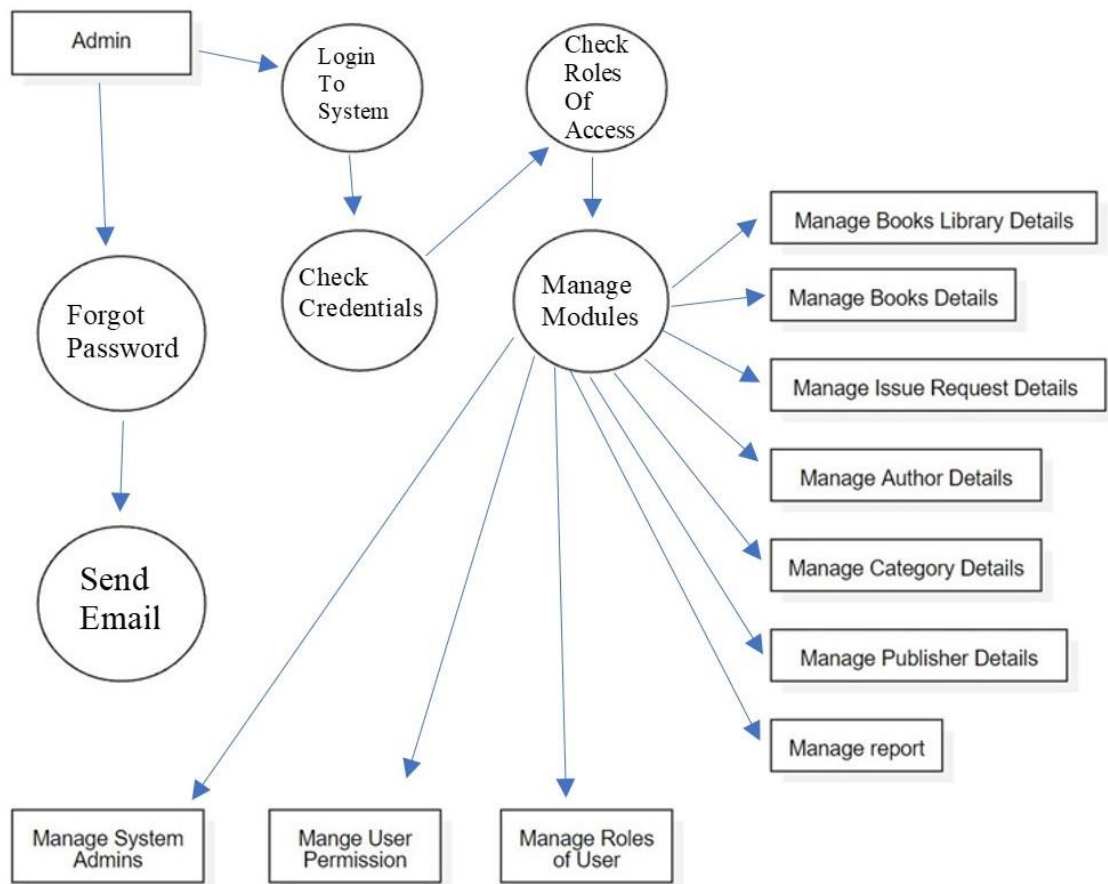 Admin
Login
To
System
Check
Roles
Of
Access
Manage Books Library Details
Manage Books Details
Manage Issue Request Details
Manage Author Details
Manage Category Details
Manage Publisher Details
Manage report
Forgot
Password
Check
Credentials
Manage
Modules
Send
Email
Manage System
Admins
Mange User
Permission
Manage Roles
of User